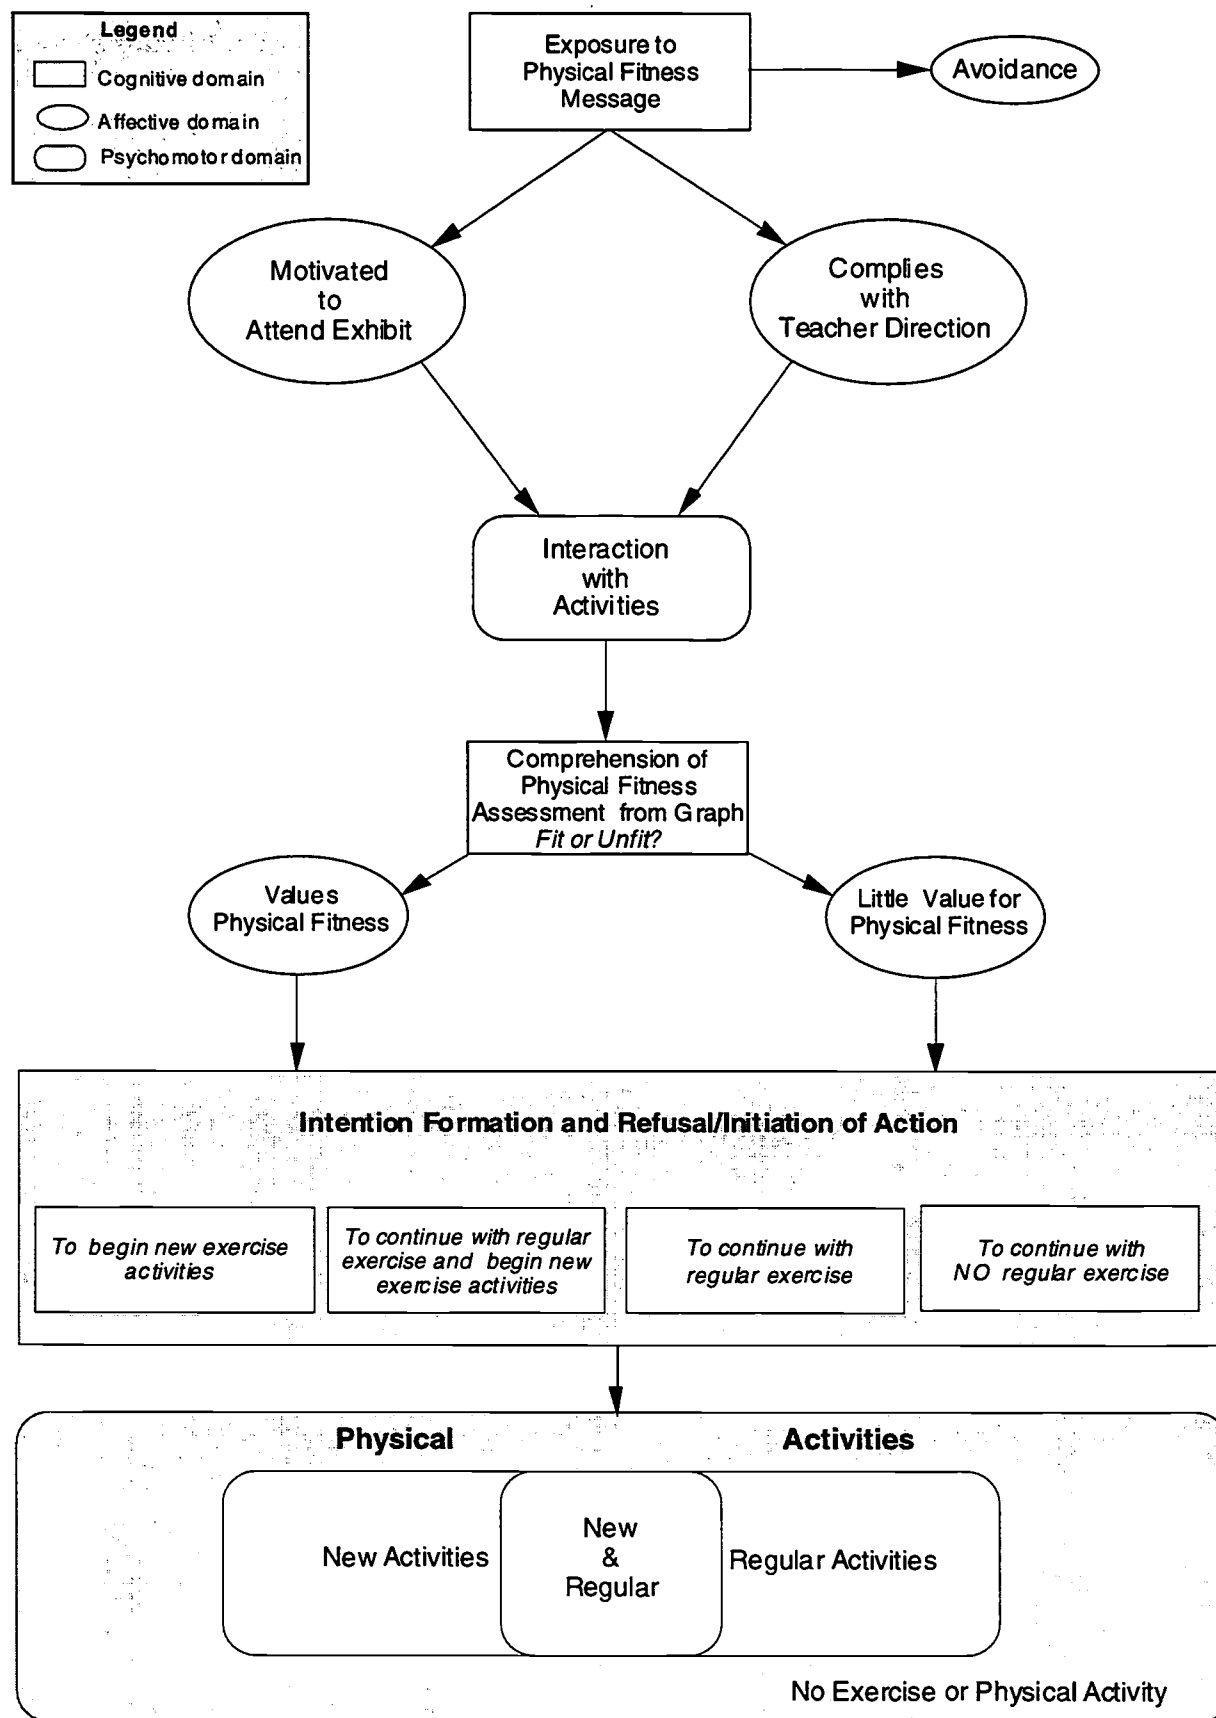 Legend
Cognitive domain
Affective domain
Psychomotor domain
Exposure to
Physical Fitness
Message
Avoidance
Motivated
to
Attend Exhibit
Complies
with
Teacher Direction
Interaction
with
Activities
Comprehension of
Physical Fitness
Assessment from Graph
Fit or Unfit?
Values
Physical Fitness
Little Value for
Physical Fitness
Intention Formation and Refusal/Initiation of Action
To begin new exercise
activities
To continue with regular
exercise and begin new
exercise activities
To continue with
regular exercise
To continue with
NO regular exercise
Physical Activities
New Activities
New
&
Regular
Regular Activities
No Exercise or Physical Activity